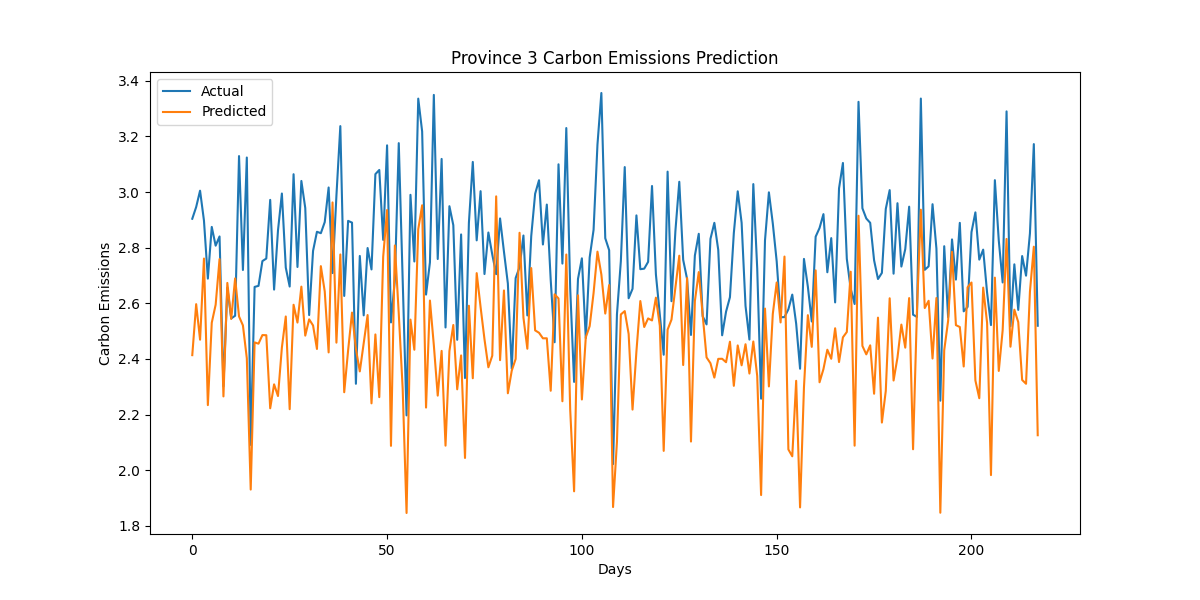 Province 3 Carbon Emissions Prediction
Actual
Predicted
3.4
3.2
3.0
2.8
2.6
2.4
2.2
2.0
1.8
Carbon Emissions
0 50 100 150 200
Days